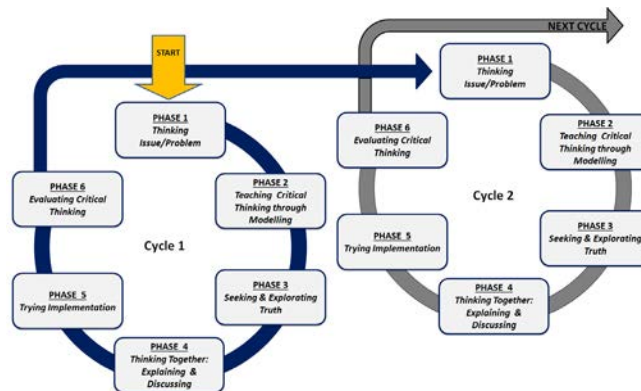 START
PHASE 1
Thinking
Issue/Problem
PHASE 2
Teaching Critical
Thinking through
Modelling
PHASE 3
Seeking & Explorating
Truth
PHASE 4
Thinking Together:
Explaining &
Discussing
PHASE 5
Trying Implementation
PHASE 6
Evaluating Critical
Thinking
Cycle 1
NEXT CYCLE
PHASE 1
Thinking
Issue/Problem
PHASE 2
Teaching Critical
Thinking through
Modelling
PHASE 3
Seeking & Explorating
Truth
PHASE 4
Thinking Together:
Explaining &
Discussing
PHASE 5
Trying Implementation
PHASE 6
Evaluating Critical
Thinking
Cycle 2